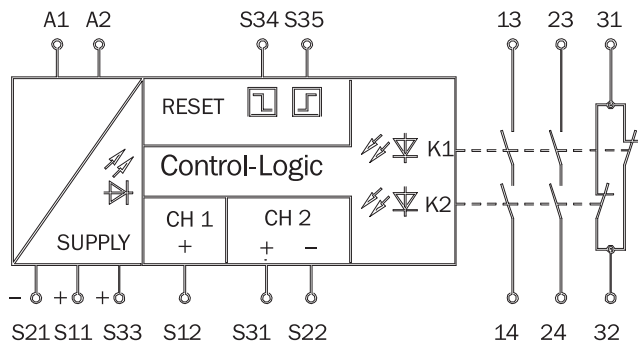 A1 A2 S34 S35 13 23 31
RESET
Control-Logic K1
CH 1 CH 2 K2
SUPPLY + + −
− + +
S21 S11 S33 S12 S31 S22 14 24 32